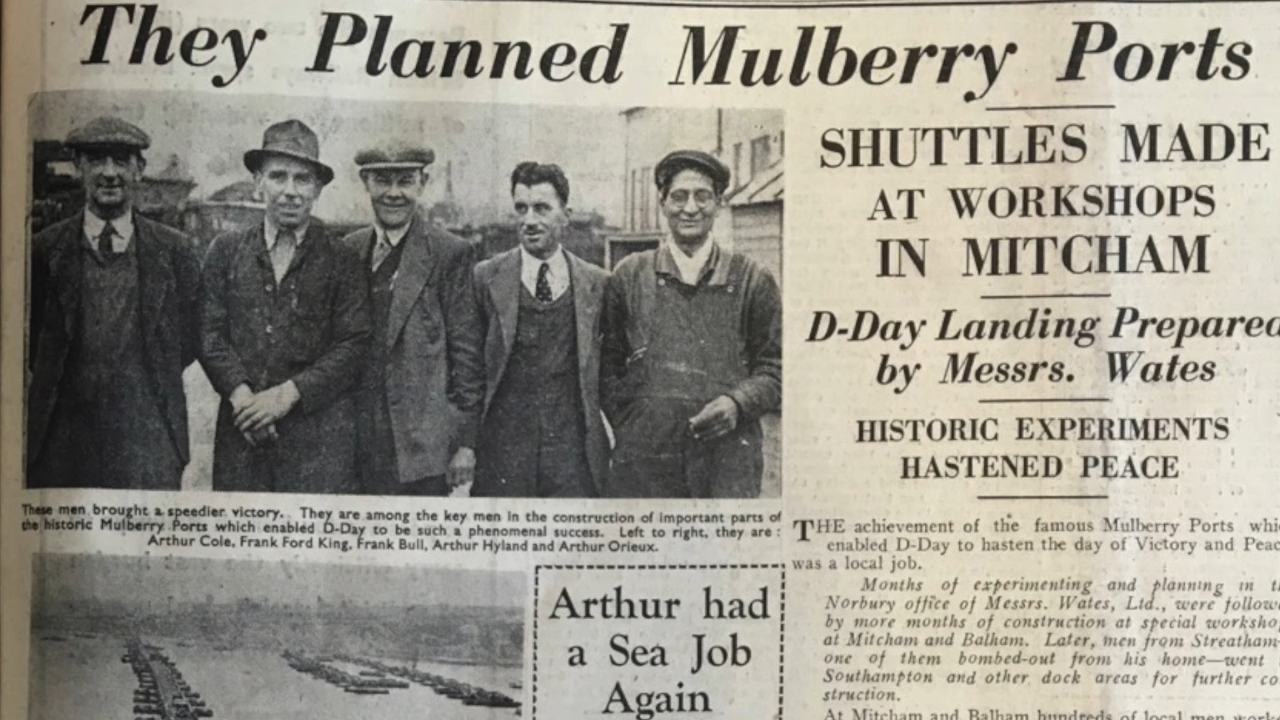 They Planned Mulberry Ports
These men brought a speedier victory. They are among the key men in the construction of important parts of
the historic Mulberry Ports which enabled D-Day to be such a phenomenal success. Left to right, they are :
Arthur Cole, Frank Ford King, Frank Bull, Arthur Hyland and Arthur Orieux.
Arthur had
a Sea Job
Again
SHUTTLES MADE
AT WORKSHOPS
IN MITCHAM
D-Day Landing Prepared
by Messrs. Wates
HISTORIC EXPERIMENTS
HASTENED PEACE
THE achievement of the famous Mulberry Ports whi
enabled D-Day to hasten the day of Victory and Peac
was a local job.
Months of experimenting and planning in t
Norbury office of Messrs. Wates, Ltd., were follow
by more months of construction at special worksho
at Mitcham and Balham. Later, men from Streatham
one of them bombed-out from his home—went
Southampton and other dock areas for further co
struction.
At Mitcham and Balham hundreds of local men work